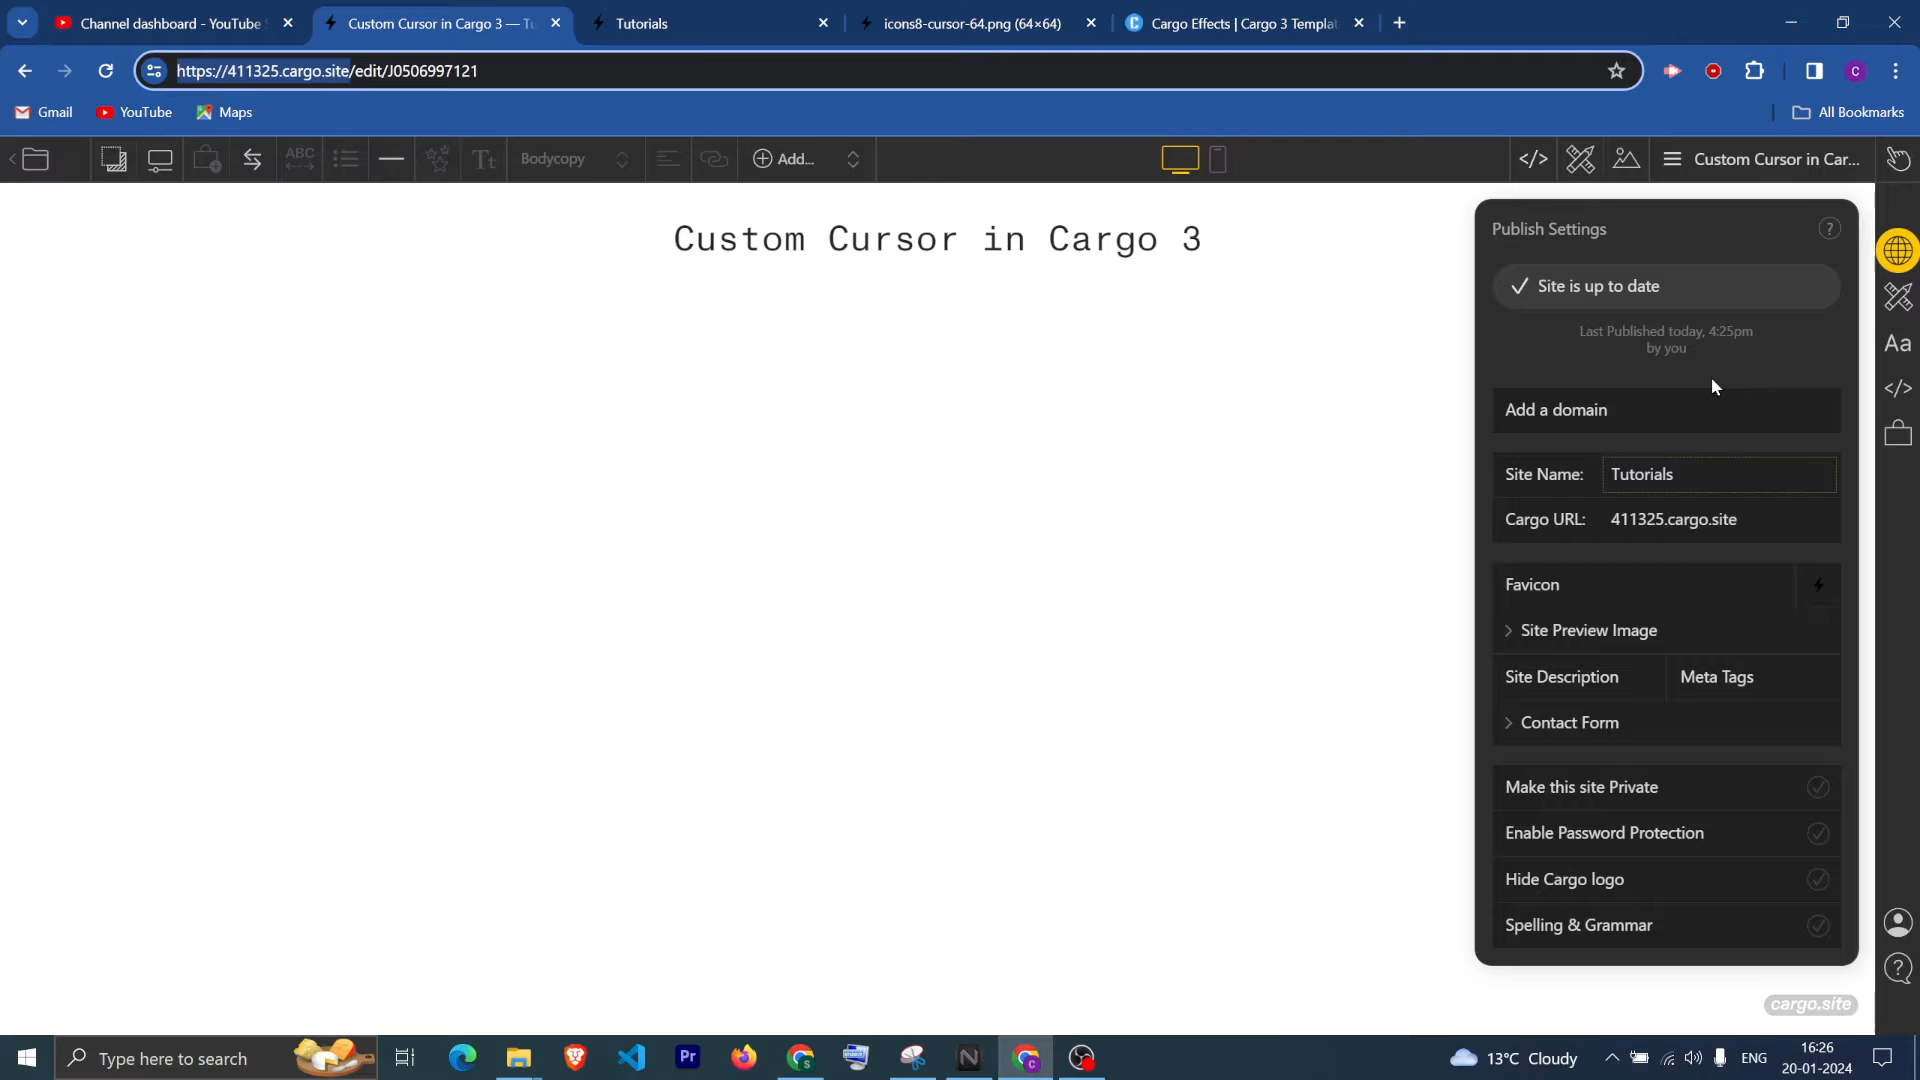 Channel dashboard - YouTube
Custom Cursor in Cargo 3 — Tu
Tutorials
icons8-cursor-64.png (64×64)
Cargo Effects | Cargo 3 Templat
https://411325.cargo.site/edit/J0506997121
C
Gmail
YouTube
Maps
All Bookmarks
ABC
Tt
Bodycopy
Add...
</>
Custom Cursor in Car...
Custom Cursor in Cargo 3
Publish Settings
?
Site is up to date
Last Published today, 4:25pm
by you
Add a domain
Site Name: Tutorials
Cargo URL: 411325.cargo.site
Favicon
Site Preview Image
Site Description
Meta Tags
Contact Form
Make this site Private
Enable Password Protection
Hide Cargo logo
Spelling & Grammar
Aa
</>
?
cargo.site
Type here to search
Pr
13°C Cloudy
ENG
16:26
20-01-2024